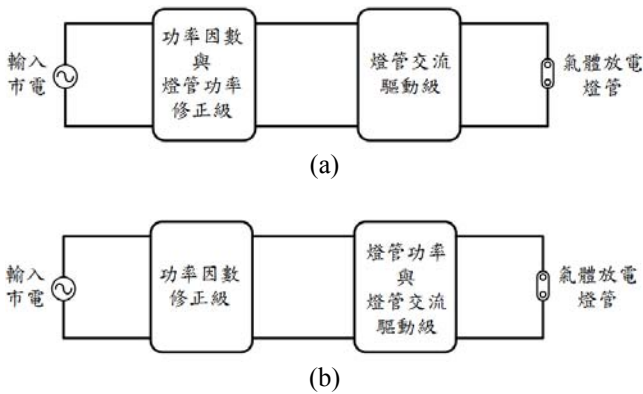 輸入
市電
功率因數
與
燈管功率
修正級
燈管交流
驅動級
氣體放電
燈管
(a)
輸入
市電
功率因數
修正級
燈管功率
與
燈管交流
驅動級
氣體放電
燈管
(b)